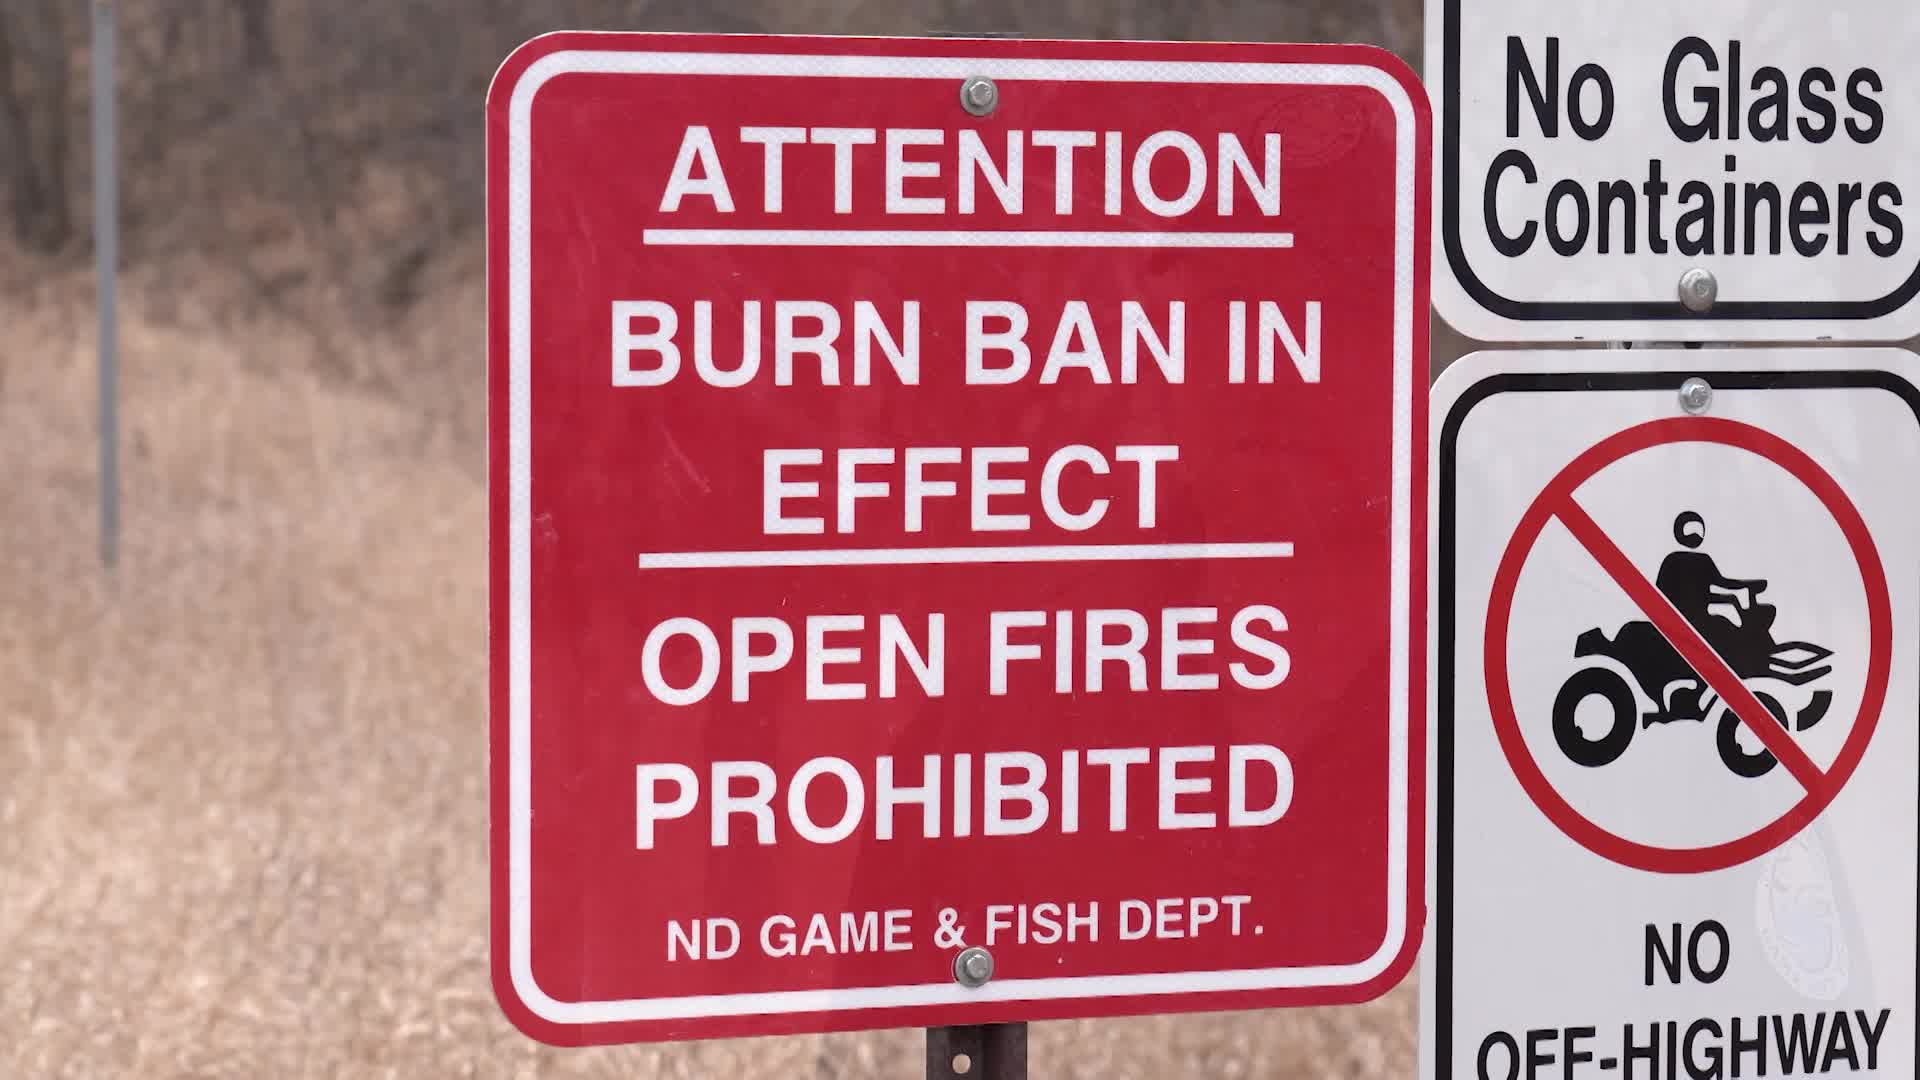 ATTENTION
BURN BAN IN
EFFECT
OPEN FIRES
PROHIBITED
ND GAME & FISH DEPT.
No Glass
Containers
NO
OFF-HIGHWAY